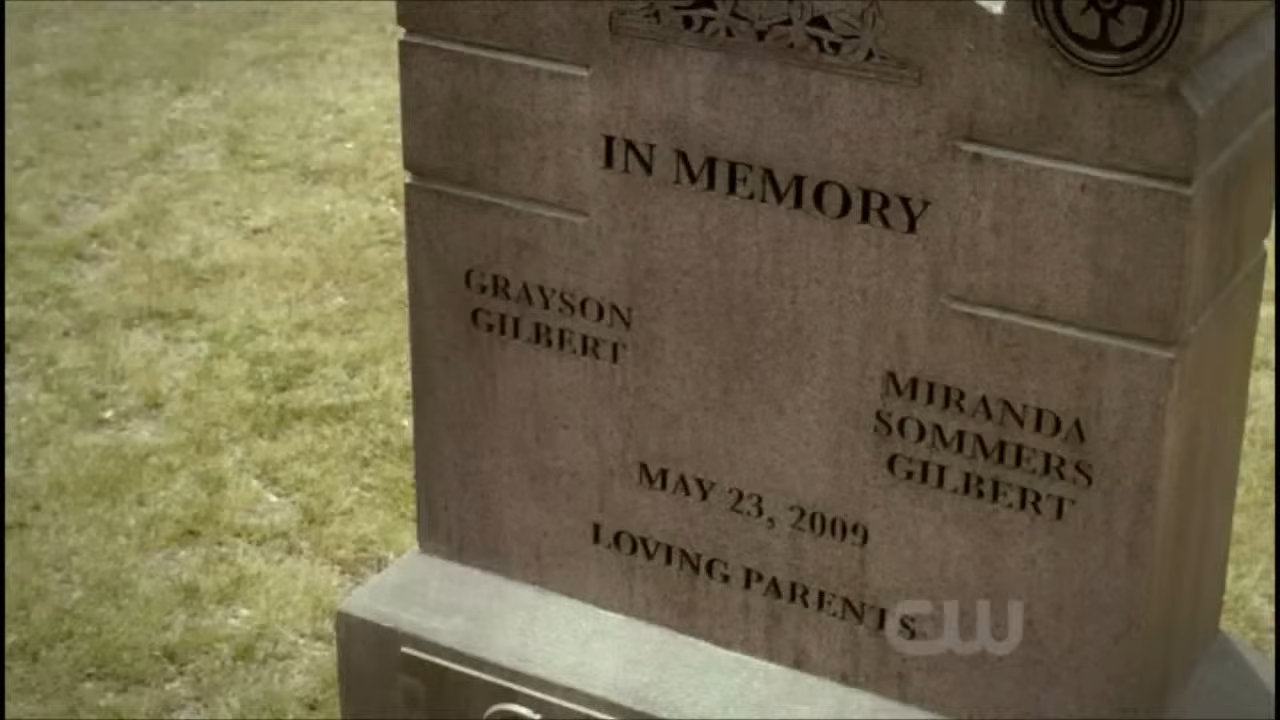 IN MEMORY
GRAYSON
GILBERT
MIRANDA
SOMMERS
GILBERT
MAY 23, 2009
LOVING PARENTS
CW